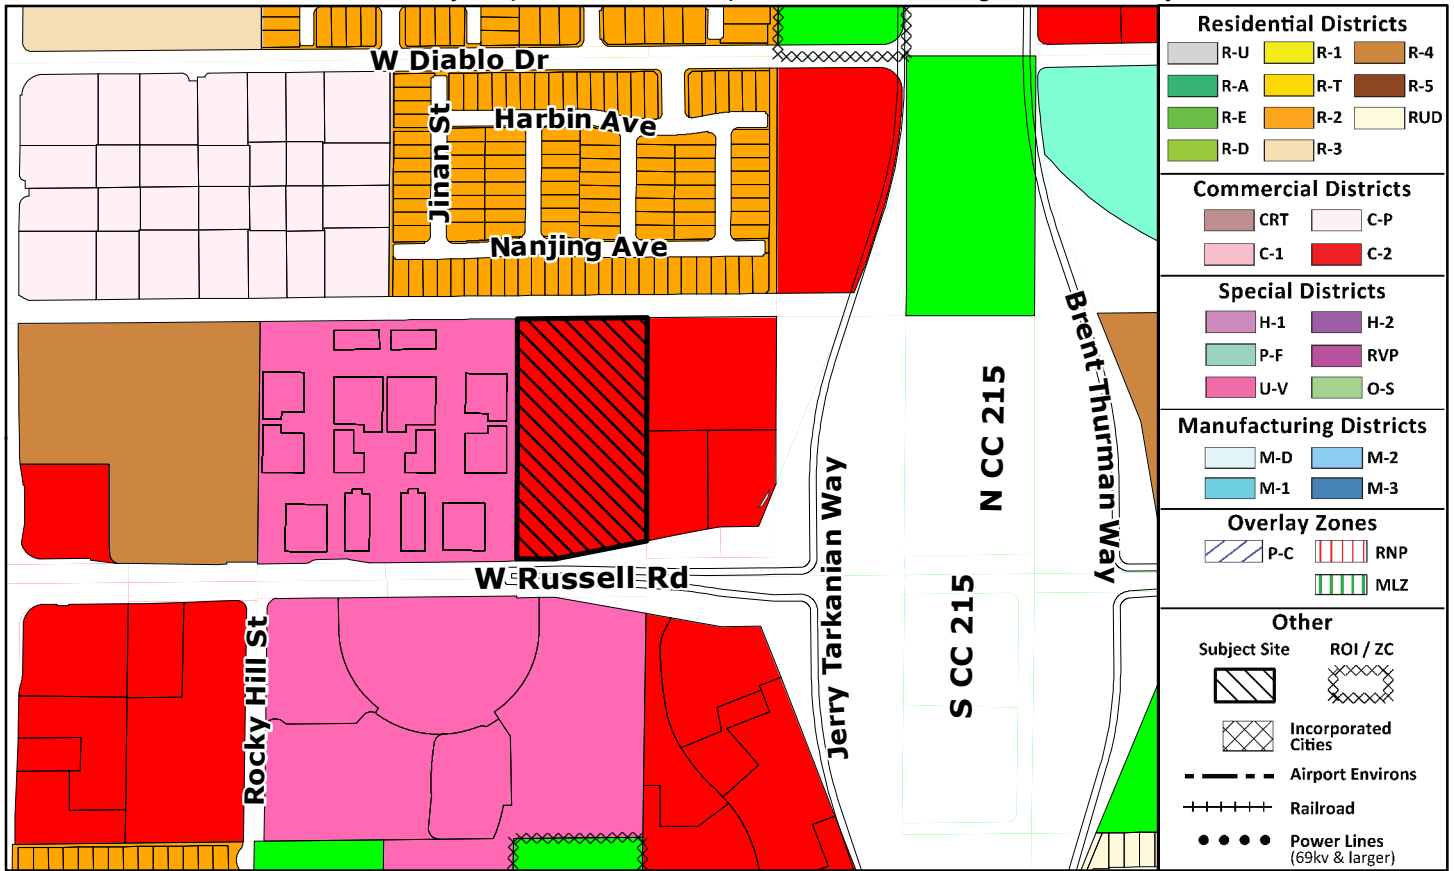 W Diablo Dr
Jinan St
Harbin Ave
Nanjing Ave
Brent Thurman Way
N CC 215
Jerry Tarkanian Way
W Russell Rd
S CC 215
Rocky Hill St
Residential Districts
R-U
R-1
R-4
R-A
R-T
R-5
R-E
R-2
RUD
R-D
R-3
Commercial Districts
CRT
C-P
C-1
C-2
Special Districts
H-1
H-2
P-F
RVP
U-V
O-S
Manufacturing Districts
M-D
M-2
M-1
M-3
Overlay Zones
P-C
RNP
MLZ
Other
Subject Site
ROI / ZC
Incorporated
Cities
Airport Environs
Railroad
Power Lines
(69kv & larger)